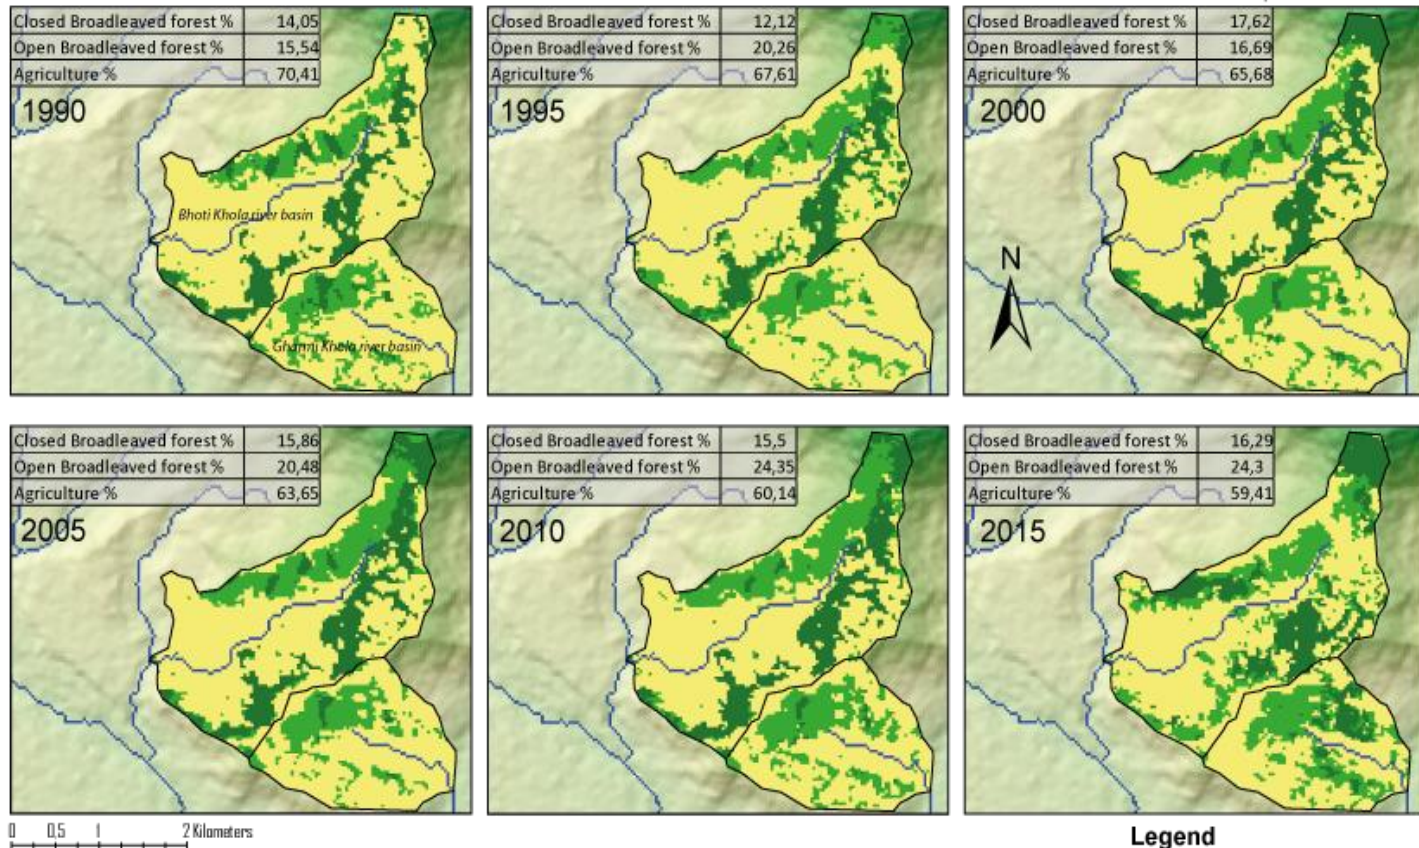 Closed Broadleaved forest % 14,05
Open Broadleaved forest % 15,54
Agriculture % 70,41
1990
Bhoti Khola river basin
Gharmi Khola river basin
Closed Broadleaved forest % 12,12
Open Broadleaved forest % 20,26
Agriculture % 67,61
1995
Closed Broadleaved forest % 17,62
Open Broadleaved forest % 16,69
Agriculture % 65,68
2000
N
Closed Broadleaved forest % 15,86
Open Broadleaved forest % 20,48
Agriculture % 63,65
2005
Closed Broadleaved forest % 15,5
Open Broadleaved forest % 24,35
Agriculture % 60,14
2010
Closed Broadleaved forest % 16,29
Open Broadleaved forest % 24,3
Agriculture % 59,41
2015
0 0,5 1 2 Kilometers
Legend